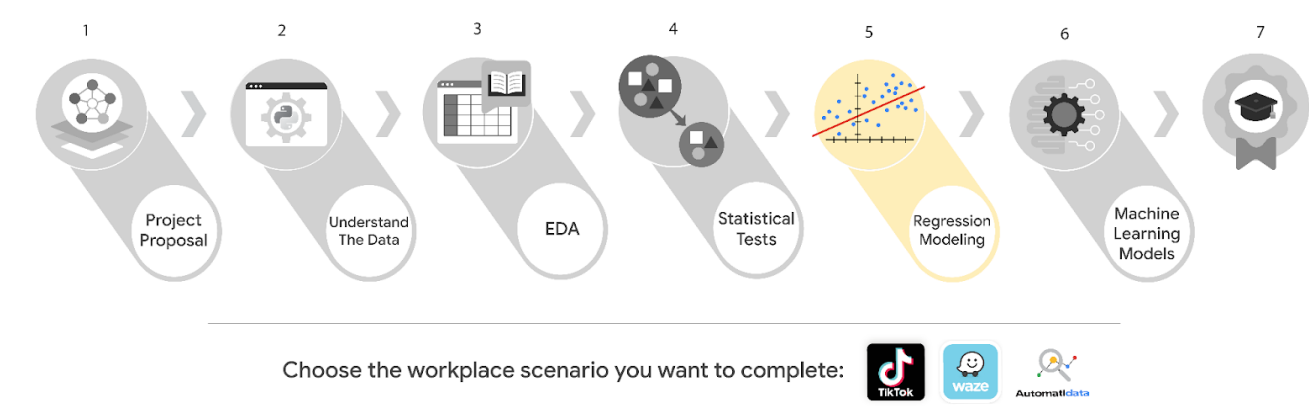 1
2
3
4
5
6
7
Project
Proposal
Understand
The Data
EDA
Statistical
Tests
Regression
Modeling
Machine
Learning
Models
Choose the workplace scenario you want to complete:
TikTok
waze
Automatidata